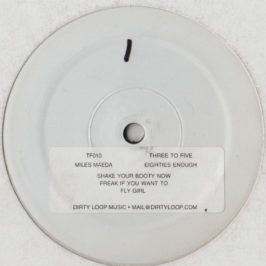 1
TF010 THREE TO FIVE
MILES MAEDA EIGHTIES ENOUGH
SHAKE YOUR BOOTY NOW
FREAK IF YOU WANT TO
FLY GIRL
DIRTY LOOP MUSIC • MAIL@DIRTYLOOP.COM